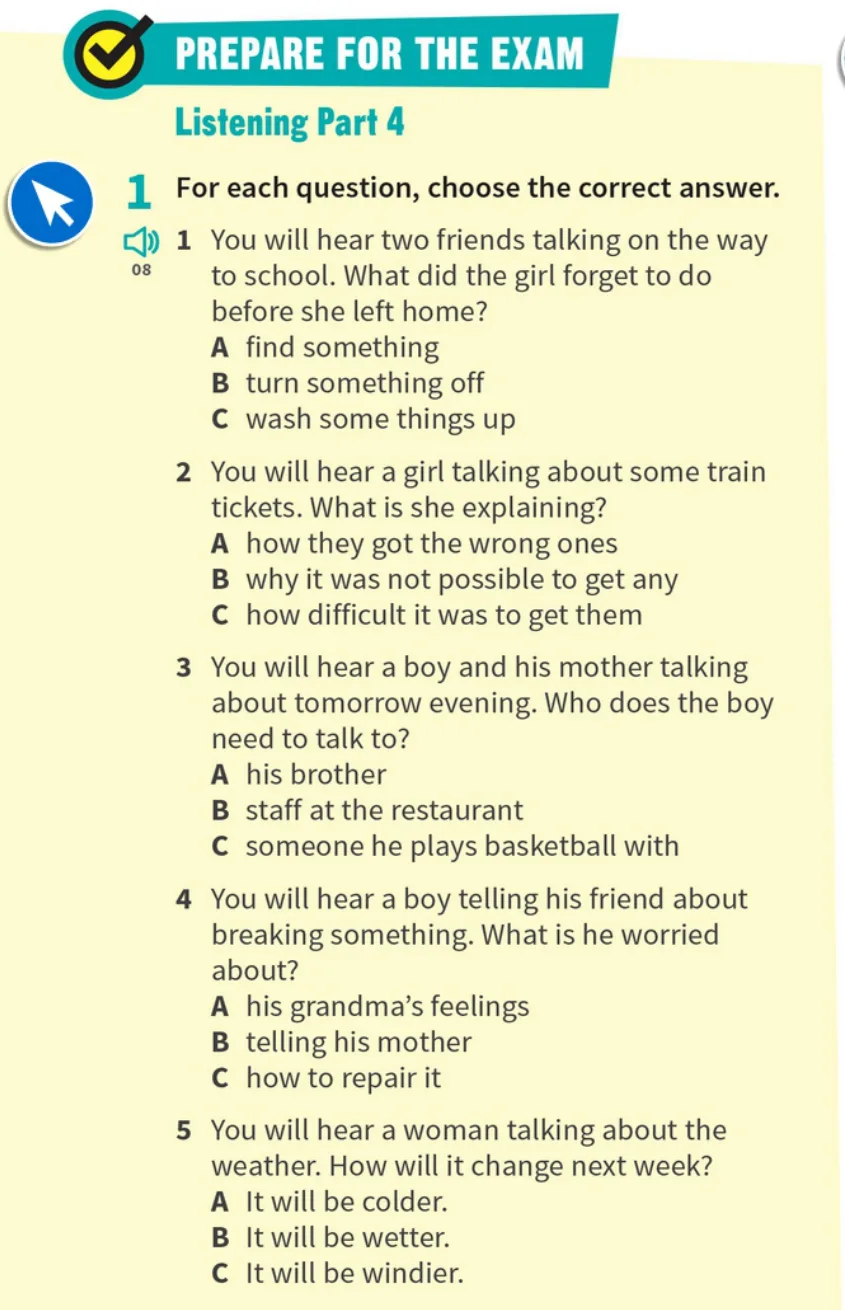 PREPARE FOR THE EXAM
Listening Part 4
1 For each question, choose the correct answer.
08
1 You will hear two friends talking on the way
to school. What did the girl forget to do
before she left home?
A find something
B turn something off
C wash some things up
2 You will hear a girl talking about some train
tickets. What is she explaining?
A how they got the wrong ones
B why it was not possible to get any
C how difficult it was to get them
3 You will hear a boy and his mother talking
about tomorrow evening. Who does the boy
need to talk to?
A his brother
B staff at the restaurant
C someone he plays basketball with
4 You will hear a boy telling his friend about
breaking something. What is he worried
about?
A his grandma's feelings
B telling his mother
C how to repair it
5 You will hear a woman talking about the
weather. How will it change next week?
A It will be colder.
B It will be wetter.
C It will be windier.